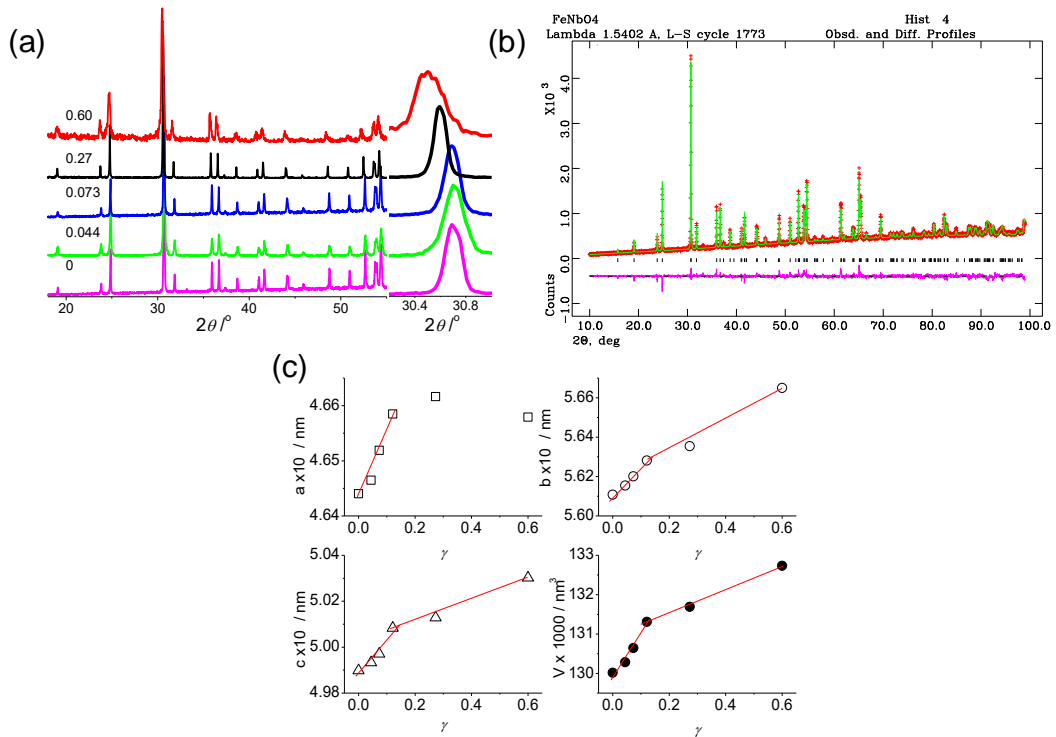 (a)
0.60
0.27
0.073
0.044
0
20 30 40 50 30.4 30.8
2θ/° 2θ/°
(b)
FeNbO4 Hist 4
Lambda 1.5402 A, L-S cycle 1773 Obsd. and Diff. Profiles
X10 3
4.0
3.0
2.0
1.0
0.0
-1.0
Counts
10.0 20.0 30.0 40.0 50.0 60.0 70.0 80.0 90.0 100.0
2Θ, deg
(c)
a x10 / nm
4.66
4.65
4.64
0.0 0.2 0.4 0.6
γ
b x10 / nm
5.66
5.64
5.62
5.60
0.0 0.2 0.4 0.6
γ
c x10 / nm
5.04
5.02
5.00
4.98
0.0 0.2 0.4 0.6
γ
V x 1000 / nm³
133
132
131
130
0.0 0.2 0.4 0.6
γ